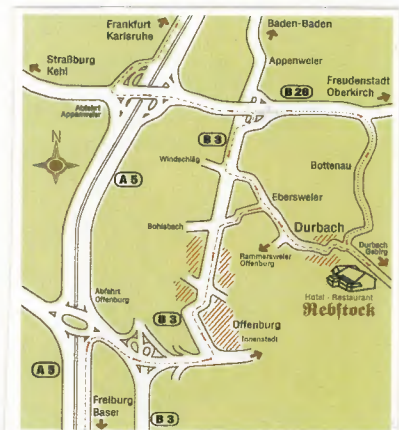 Frankfurt
Karlsruhe
Baden-Baden
Straßburg
Kehl
Appenweier
B 28
Freudenstadt
Oberkirch
Abfahrt
Appenweier
N
B 3
Windschläg
Bottenau
A 5
Ebersweier
Bohlsbach
Durbach
Rammersweier
Offenburg
Durbach
Gebirg
Hotel - Restaurant
Rebstock
Abfahrt
Offenburg
B 3
Offenburg
Innenstadt
A 5
Freiburg
Basel
B 3